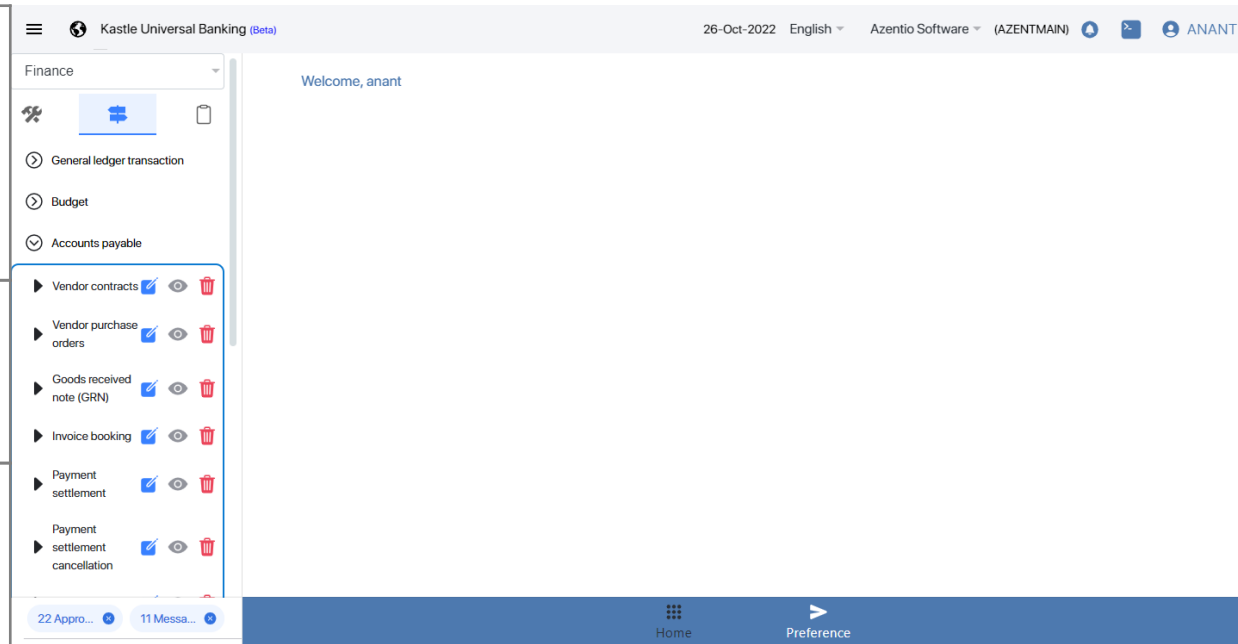 Kastle Universal Banking (Beta)
26-Oct-2022 English Azentio Software (AZENTMAIN) ANANT
Finance
Welcome, anant
General ledger transaction
Budget
Accounts payable
Vendor contracts
Vendor purchase
orders
Goods received
note (GRN)
Invoice booking
Payment
settlement
Payment
settlement
cancellation
22 Appro...
11 Messa...
Home
Preference